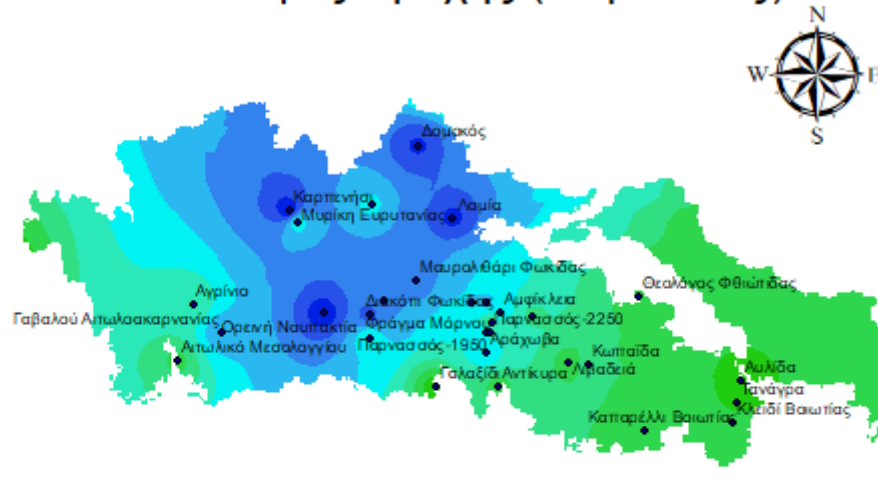 N
W
E
S
Δομοκός
Καρπενήσι
Λαμία
Μυρίκη Ευρυτανίας
Μαυρολιθάρι Φωκίδας
Θεολόγος Φθιώτιδας
Αγρίνιο
Διακόπι Φωκίδας
Αμφίκλεια
Γαβαλού Αιτωλοακαρνανίας
Ορεινή Ναυπακτία
Φράγμα Μόρνου
Παρνασσός-2250
Αιτωλικό Μεσολογγίου
Παρνασσός-1950
Αράχωβα
Κωπαΐδα
Γαλαξίδι
Αντίκυρα
Λιβαδειά
Αυλίδα
Τανάγρα
Καπαρέλλι Βοιωτίας
Κλειδί Βοιωτίας